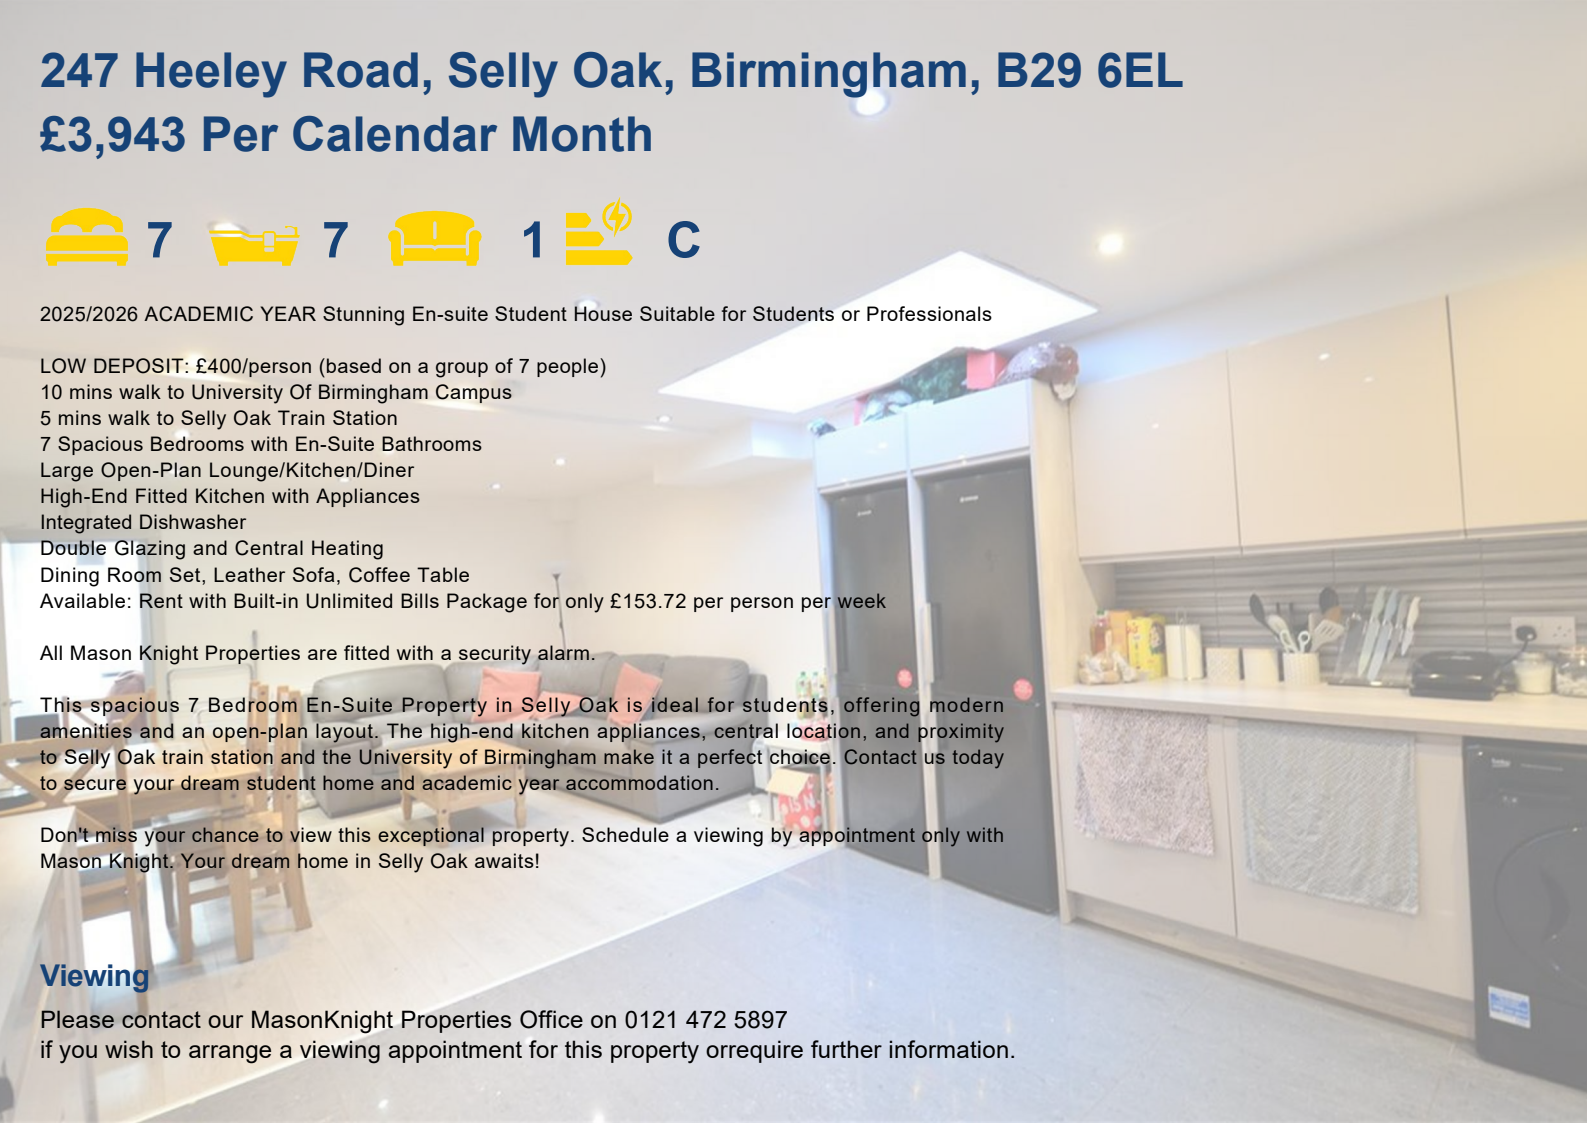 247 Heeley Road, Selly Oak, Birmingham, B29 6EL
£3,943 Per Calendar Month
7 7 1 C
2025/2026 ACADEMIC YEAR Stunning En-suite Student House Suitable for Students or Professionals
LOW DEPOSIT: £400/person (based on a group of 7 people)
10 mins walk to University Of Birmingham Campus
5 mins walk to Selly Oak Train Station
7 Spacious Bedrooms with En-Suite Bathrooms
Large Open-Plan Lounge/Kitchen/Diner
High-End Fitted Kitchen with Appliances
Integrated Dishwasher
Double Glazing and Central Heating
Dining Room Set, Leather Sofa, Coffee Table
Available: Rent with Built-in Unlimited Bills Package for only £153.72 per person per week
All Mason Knight Properties are fitted with a security alarm.
This spacious 7 Bedroom En-Suite Property in Selly Oak is ideal for students, offering modern
amenities and an open-plan layout. The high-end kitchen appliances, central location, and proximity
to Selly Oak train station and the University of Birmingham make it a perfect choice. Contact us today
to secure your dream student home and academic year accommodation.
Don't miss your chance to view this exceptional property. Schedule a viewing by appointment only with
Mason Knight. Your dream home in Selly Oak awaits!
Viewing
Please contact our MasonKnight Properties Office on 0121 472 5897
if you wish to arrange a viewing appointment for this property orrequire further information.